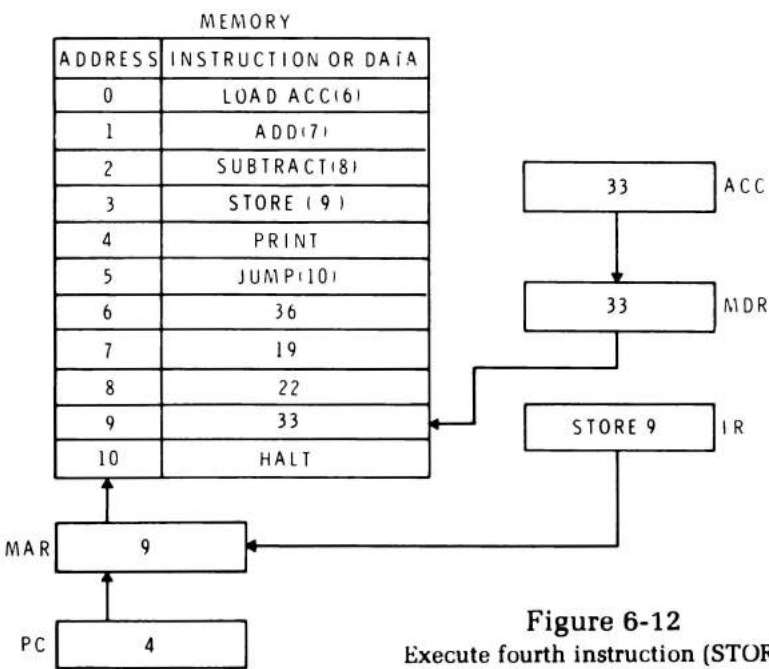 MEMORY
ADDRESS INSTRUCTION OR DATA
0 LOAD ACC(6)
1 ADD(7)
2 SUBTRACT(8)
3 STORE (9)
4 PRINT
5 JUMP(10)
6 36
7 19
8 22
9 33
10 HALT
33 ACC
33 MDR
STORE 9 IR
MAR 9
PC 4
Figure 6-12
Execute fourth instruction (STOR